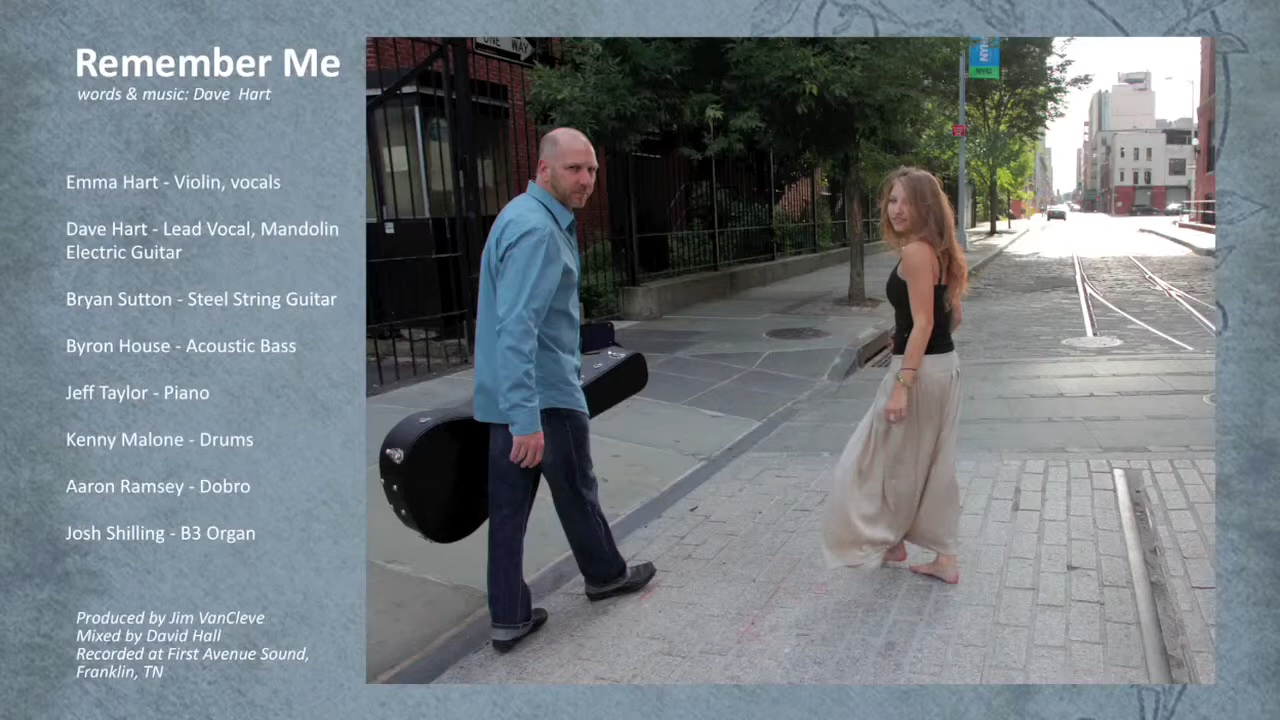 Remember Me
words & music: Dave Hart
Emma Hart - Violin, vocals
Dave Hart - Lead Vocal, Mandolin
Electric Guitar
Bryan Sutton - Steel String Guitar
Byron House - Acoustic Bass
Jeff Taylor - Piano
Kenny Malone - Drums
Aaron Ramsey - Dobro
Josh Shilling - B3 Organ
Produced by Jim VanCleve
Mixed by David Hall
Recorded at First Avenue Sound,
Franklin, TN
ONE WAY